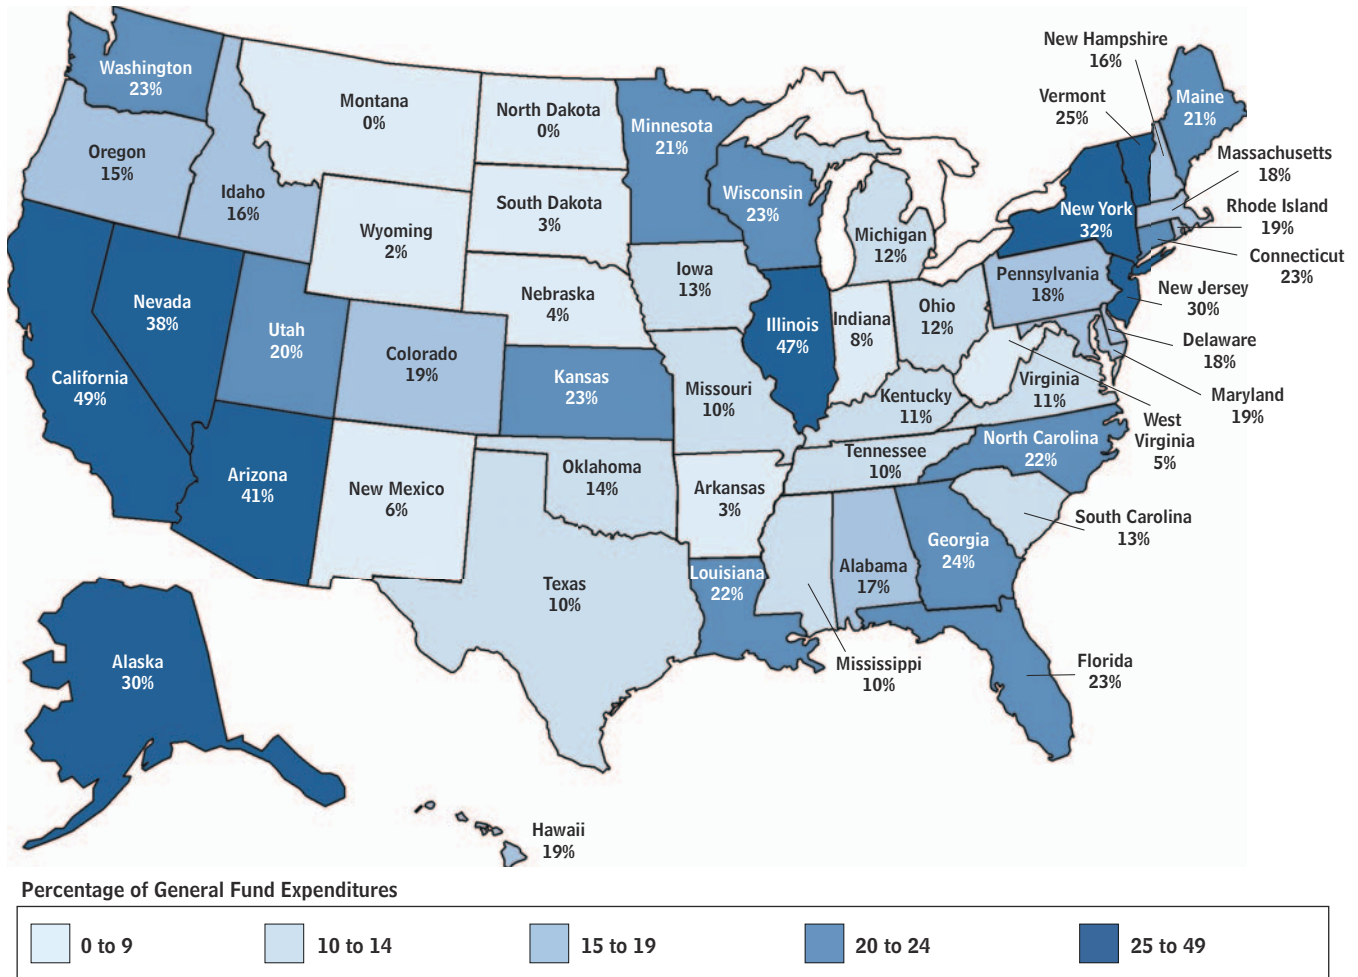 Washington
23%
Oregon
15%
California
49%
Nevada
38%
Idaho
16%
Montana
0%
Wyoming
2%
Utah
20%
Colorado
19%
Arizona
41%
New Mexico
6%
North Dakota
0%
South Dakota
3%
Nebraska
4%
Kansas
23%
Oklahoma
14%
Texas
10%
Minnesota
21%
Iowa
13%
Missouri
10%
Arkansas
3%
Louisiana
22%
Wisconsin
23%
Illinois
47%
Michigan
12%
Indiana
8%
Ohio
12%
Kentucky
11%
Tennessee
10%
Mississippi
10%
Alabama
17%
Georgia
24%
Florida
23%
South Carolina
13%
North Carolina
22%
Virginia
11%
West
Virginia
5%
Pennsylvania
18%
New York
32%
Vermont
25%
New Hampshire
16%
Maine
21%
Massachusetts
18%
Rhode Island
19%
Connecticut
23%
New Jersey
30%
Delaware
18%
Maryland
19%
Alaska
30%
Hawaii
19%
Percentage of General Fund Expenditures
0 to 9
10 to 14
15 to 19
20 to 24
25 to 49